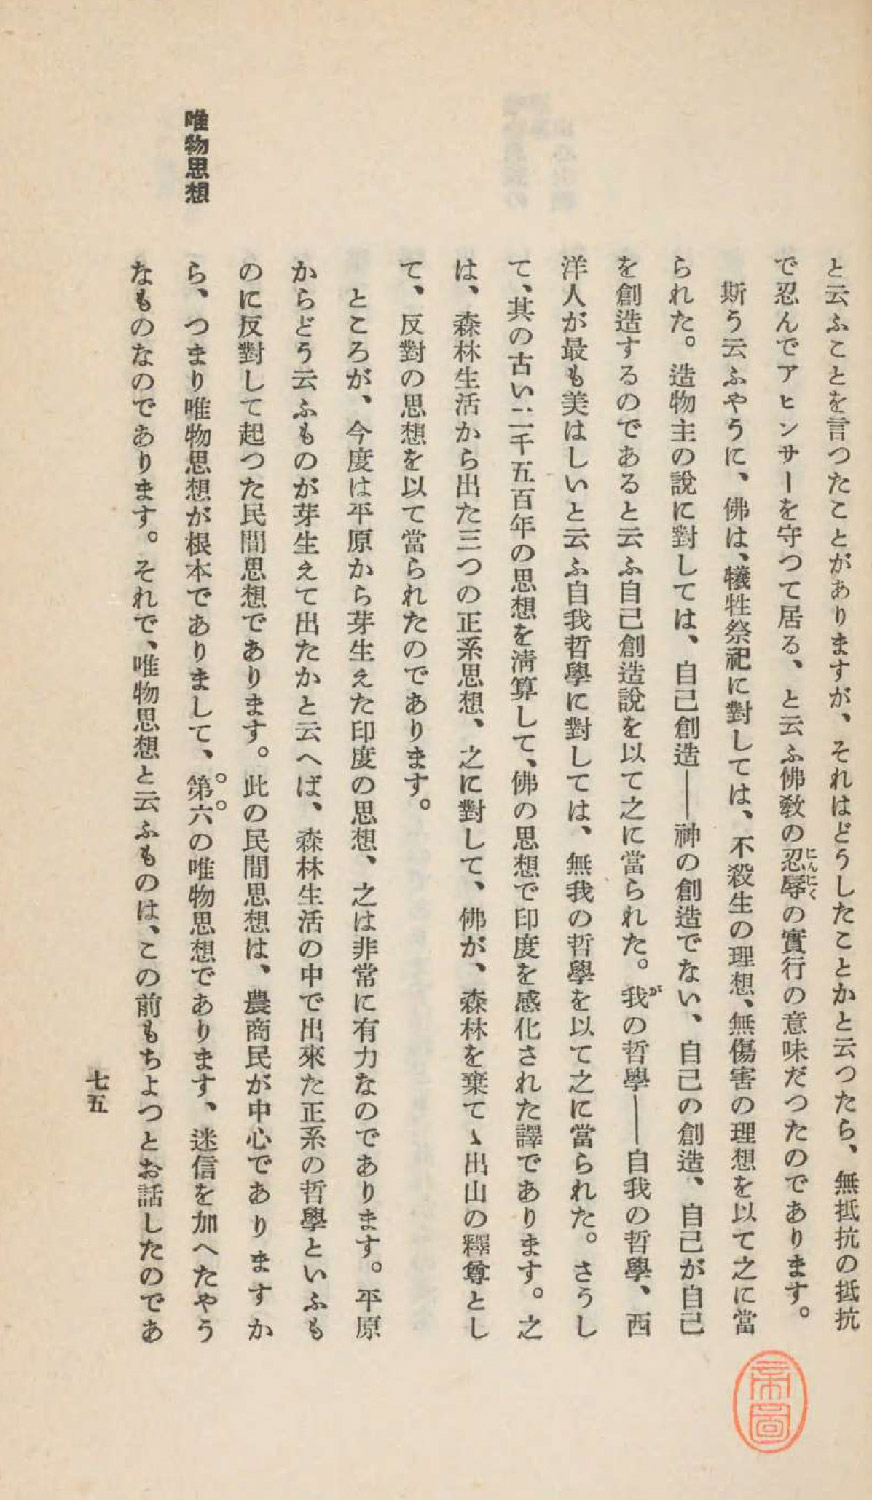 と云ふことを言つたことがありますが、それはどうしたことかと云つたら、無抵抗の抵抗
で忍んでアヒンサーを守つて居る、と云ふ佛敎の忍辱の實行の意味だつたのであります。
にんにく
斯う云ふやうに、佛は、犧牲祭祀に對しては、不殺生の理想、無傷害の理想を以て之に當
られた。造物主の說に對しては、自己創造――神の創造でない、自己の創造、自己が自己
を創造するのであると云ふ自己創造說を以て之に當られた。我の哲學――自我の哲學、西
が
洋人が最も美はしいと云ふ自我哲學に對しては、無我の哲學を以て之に當られた。さうし
て、其の古い二千五百年の思想を淸算して、佛の思想で印度を感化された譯であります。之
は、森林生活から出た三つの正系思想、之に對して、佛が、森林を棄てゝ出山の釋尊とし
て、反對の思想を以て當られたのであります。
ところが、今度は平原から芽生えた印度の思想、之は非常に有力なのであります。平原
からどう云ふものが芽生えて出たかと云へば、森林生活の中で出來た正系の哲學といふも
のに反對して起つた民間思想であります。此の民間思想は、農商民が中心でありますか
ら、つまり唯物思想が根本でありまして、第六の唯物思想であります、迷信を加へたやう
なものなのであります。それで、唯物思想と云ふものは、この前もちよつとお話したのであ
唯物思想
七五
帝圖